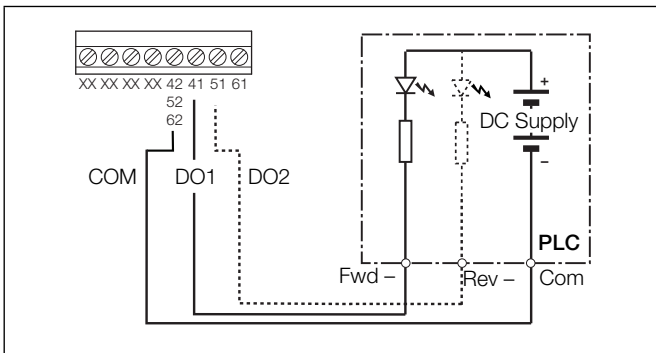 XX XX XX XX 42 41 51 61
52
62
+
DC Supply
–
COM DO1 DO2
PLC
Fwd – Rev – Com